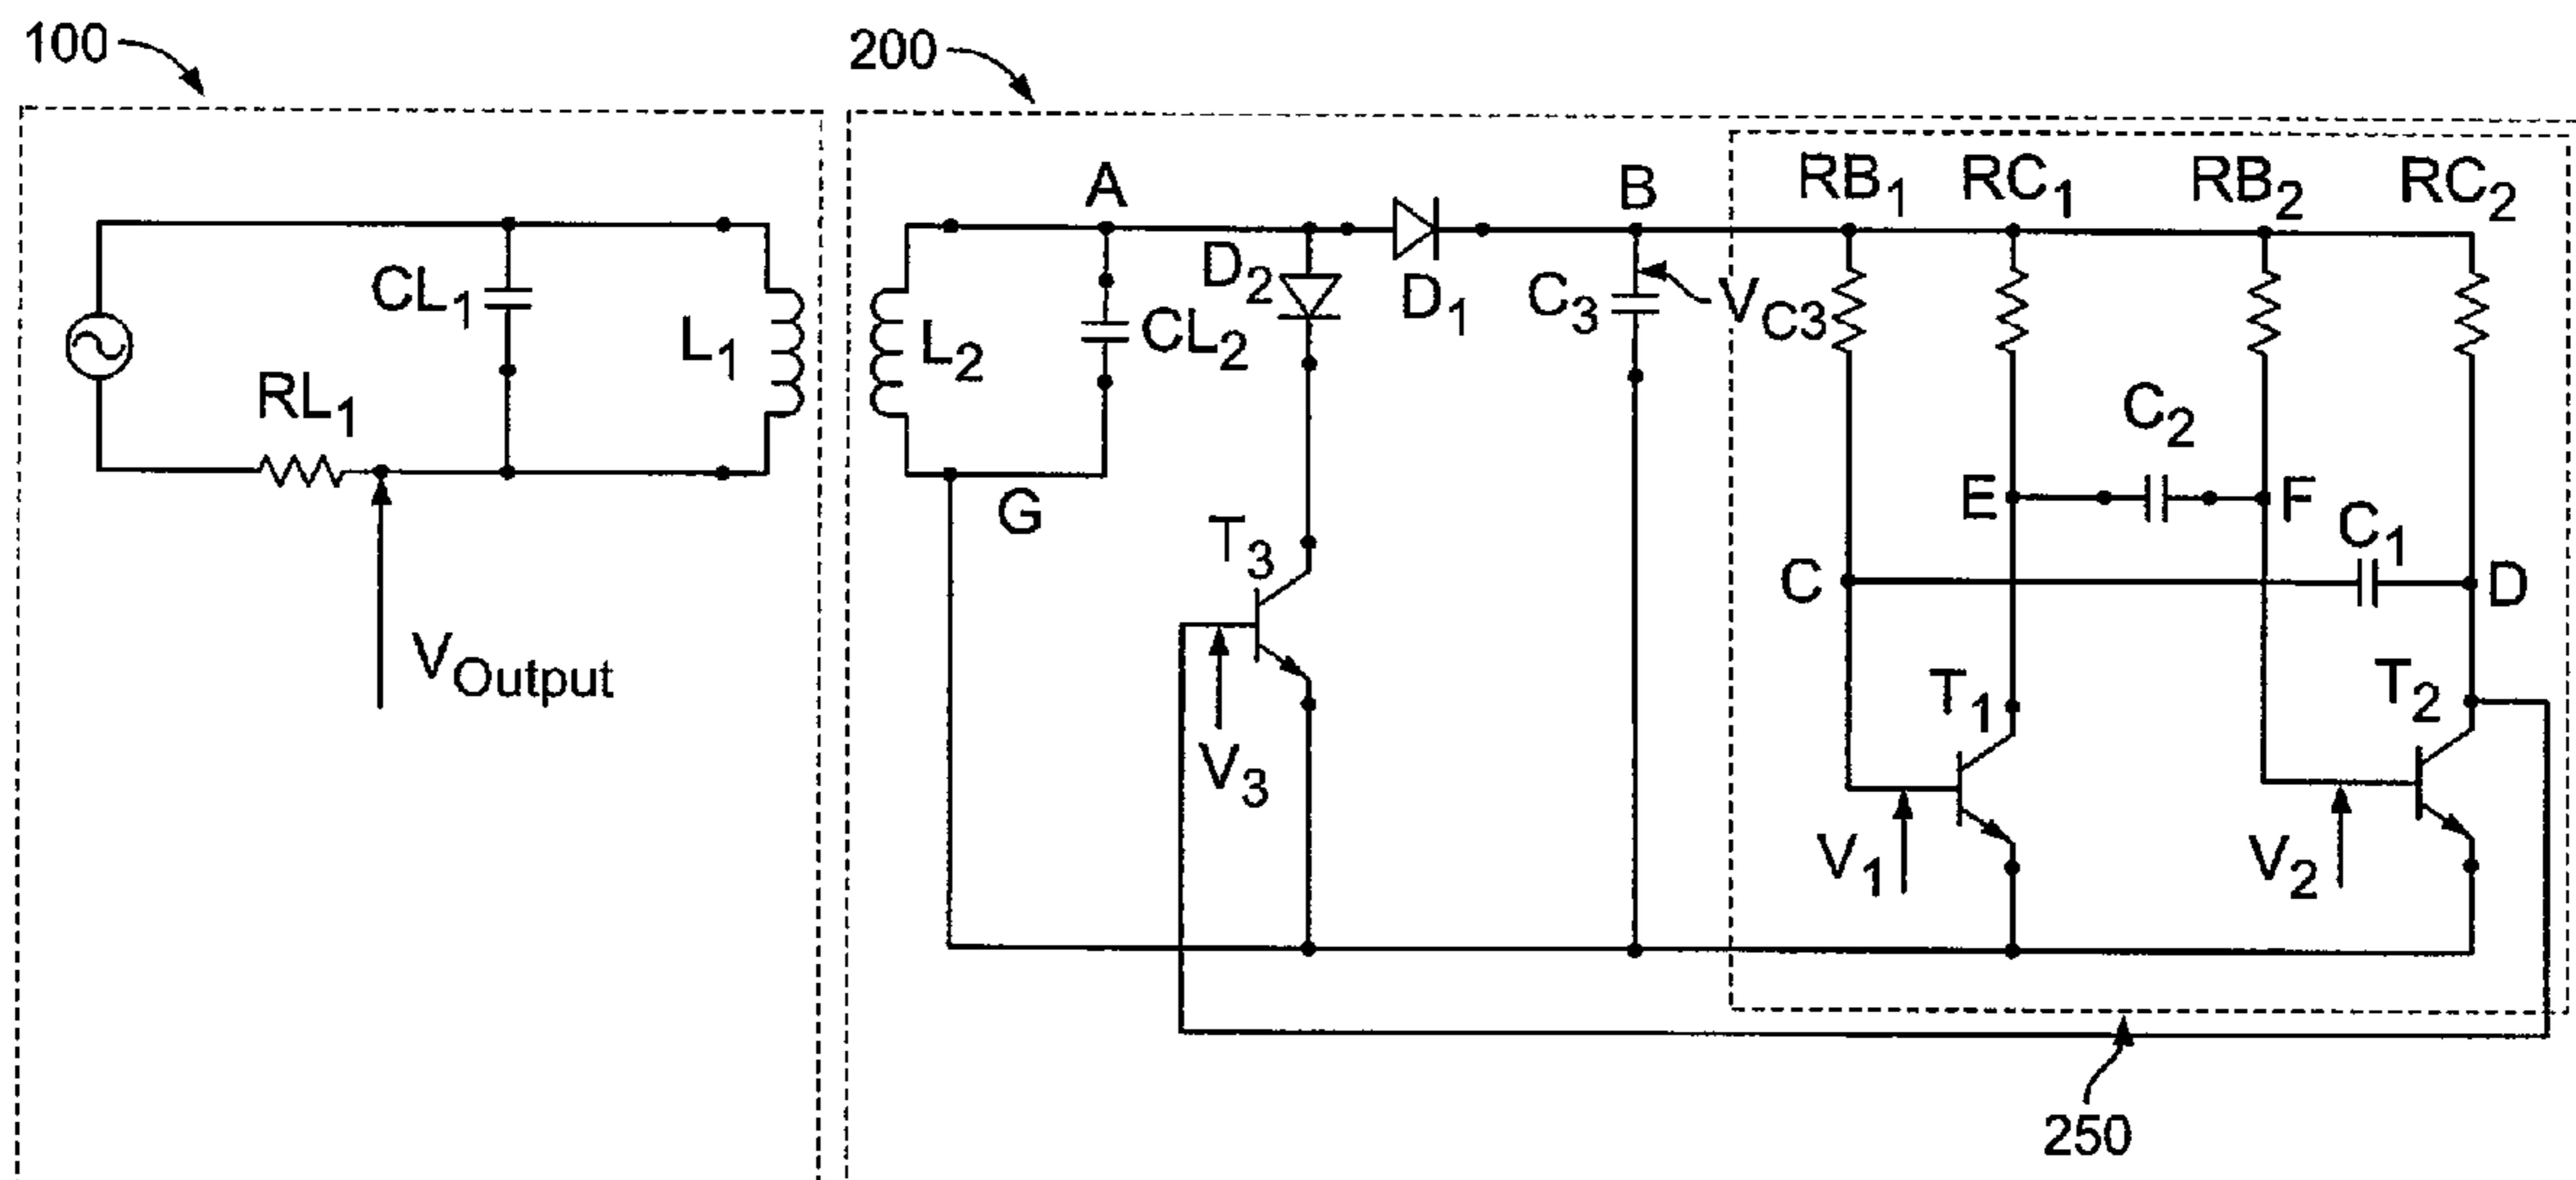 100
200
RB1
RC1
RB2
RC2
A
B
D2
D1
C3
VC3
CL1
L1
L2
CL2
RL1
G
C2
E
F
C1
T3
C
D
VOutput
V3
T1
T2
V1
V2
250